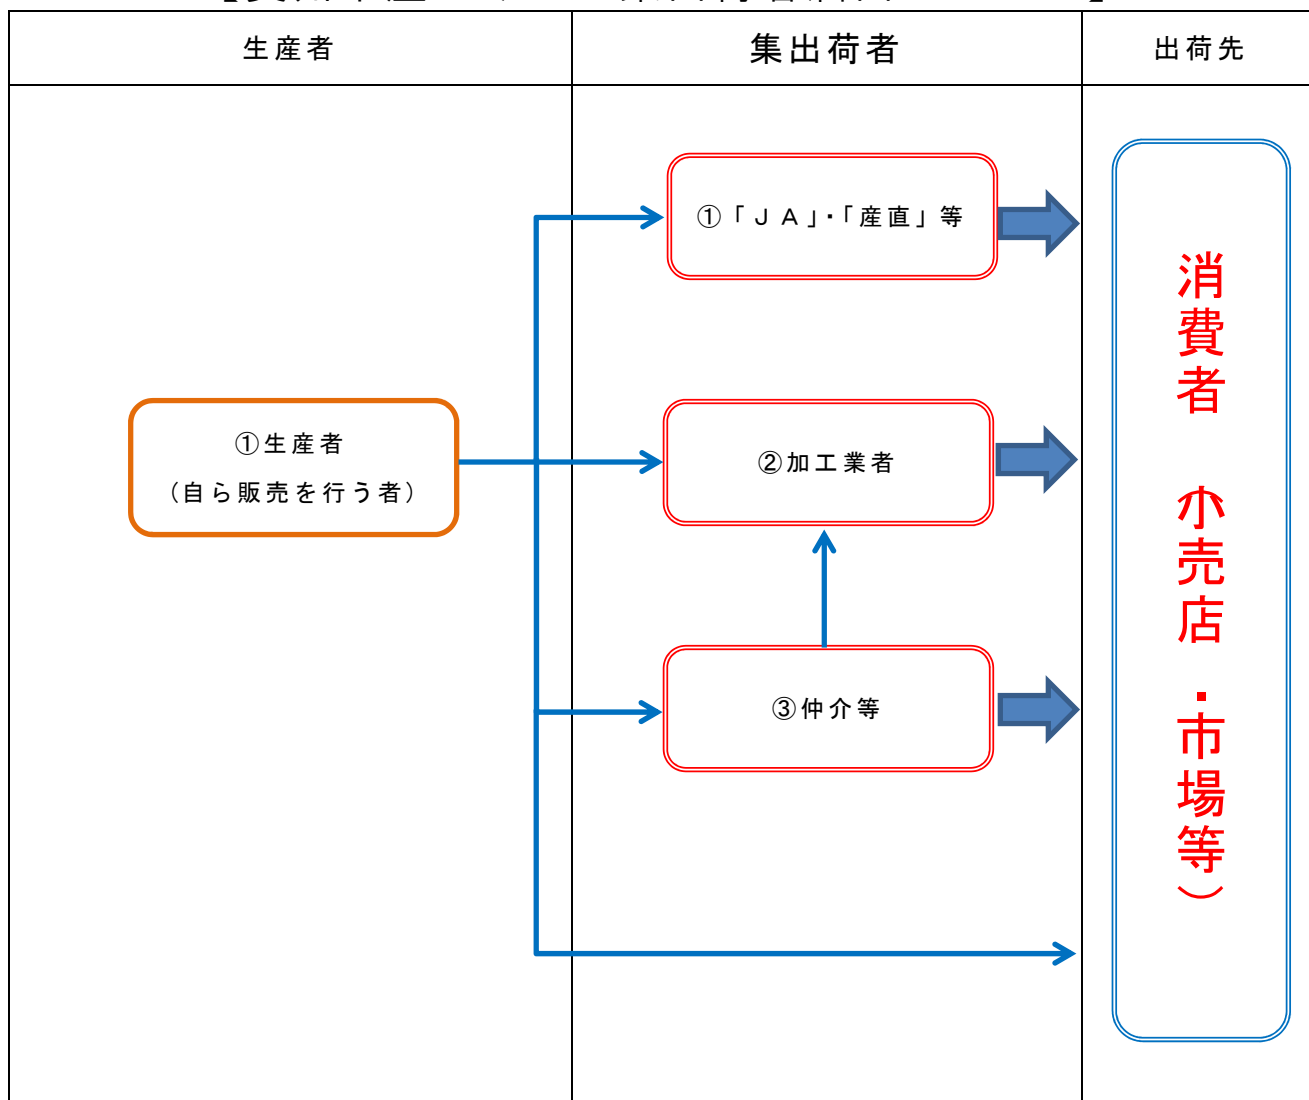 生産者
集出荷者
出荷先
①「ＪＡ」・「産直」等
①生産者
（自ら販売を行う者）
②加工業者
③仲介等
消費者　（小売店・市場等）